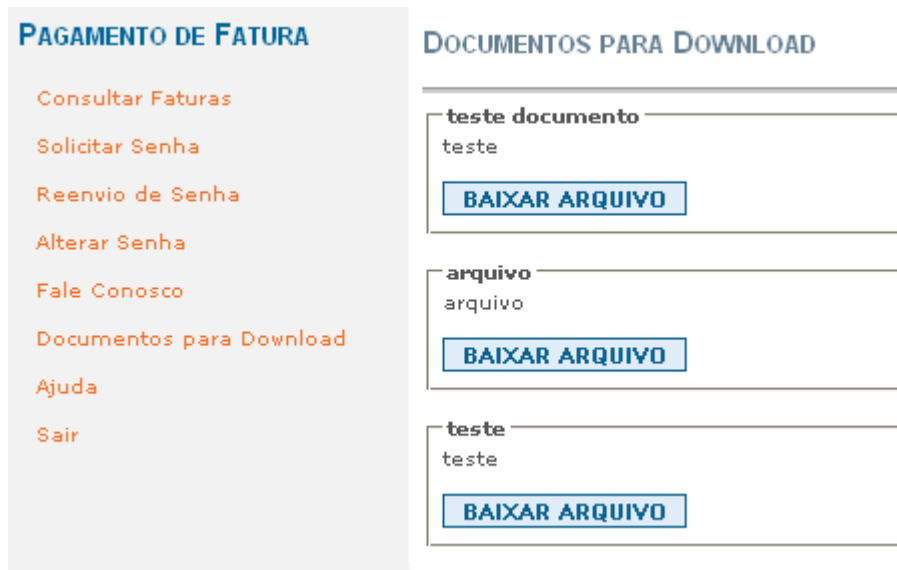 PAGAMENTO DE FATURA
Consultar Faturas
Solicitar Senha
Reenvio de Senha
Alterar Senha
Fale Conosco
Documentos para Download
Ajuda
Sair
DOCUMENTOS PARA DOWNLOAD
teste documento
teste
BAIXAR ARQUIVO
arquivo
arquivo
BAIXAR ARQUIVO
teste
teste
BAIXAR ARQUIVO